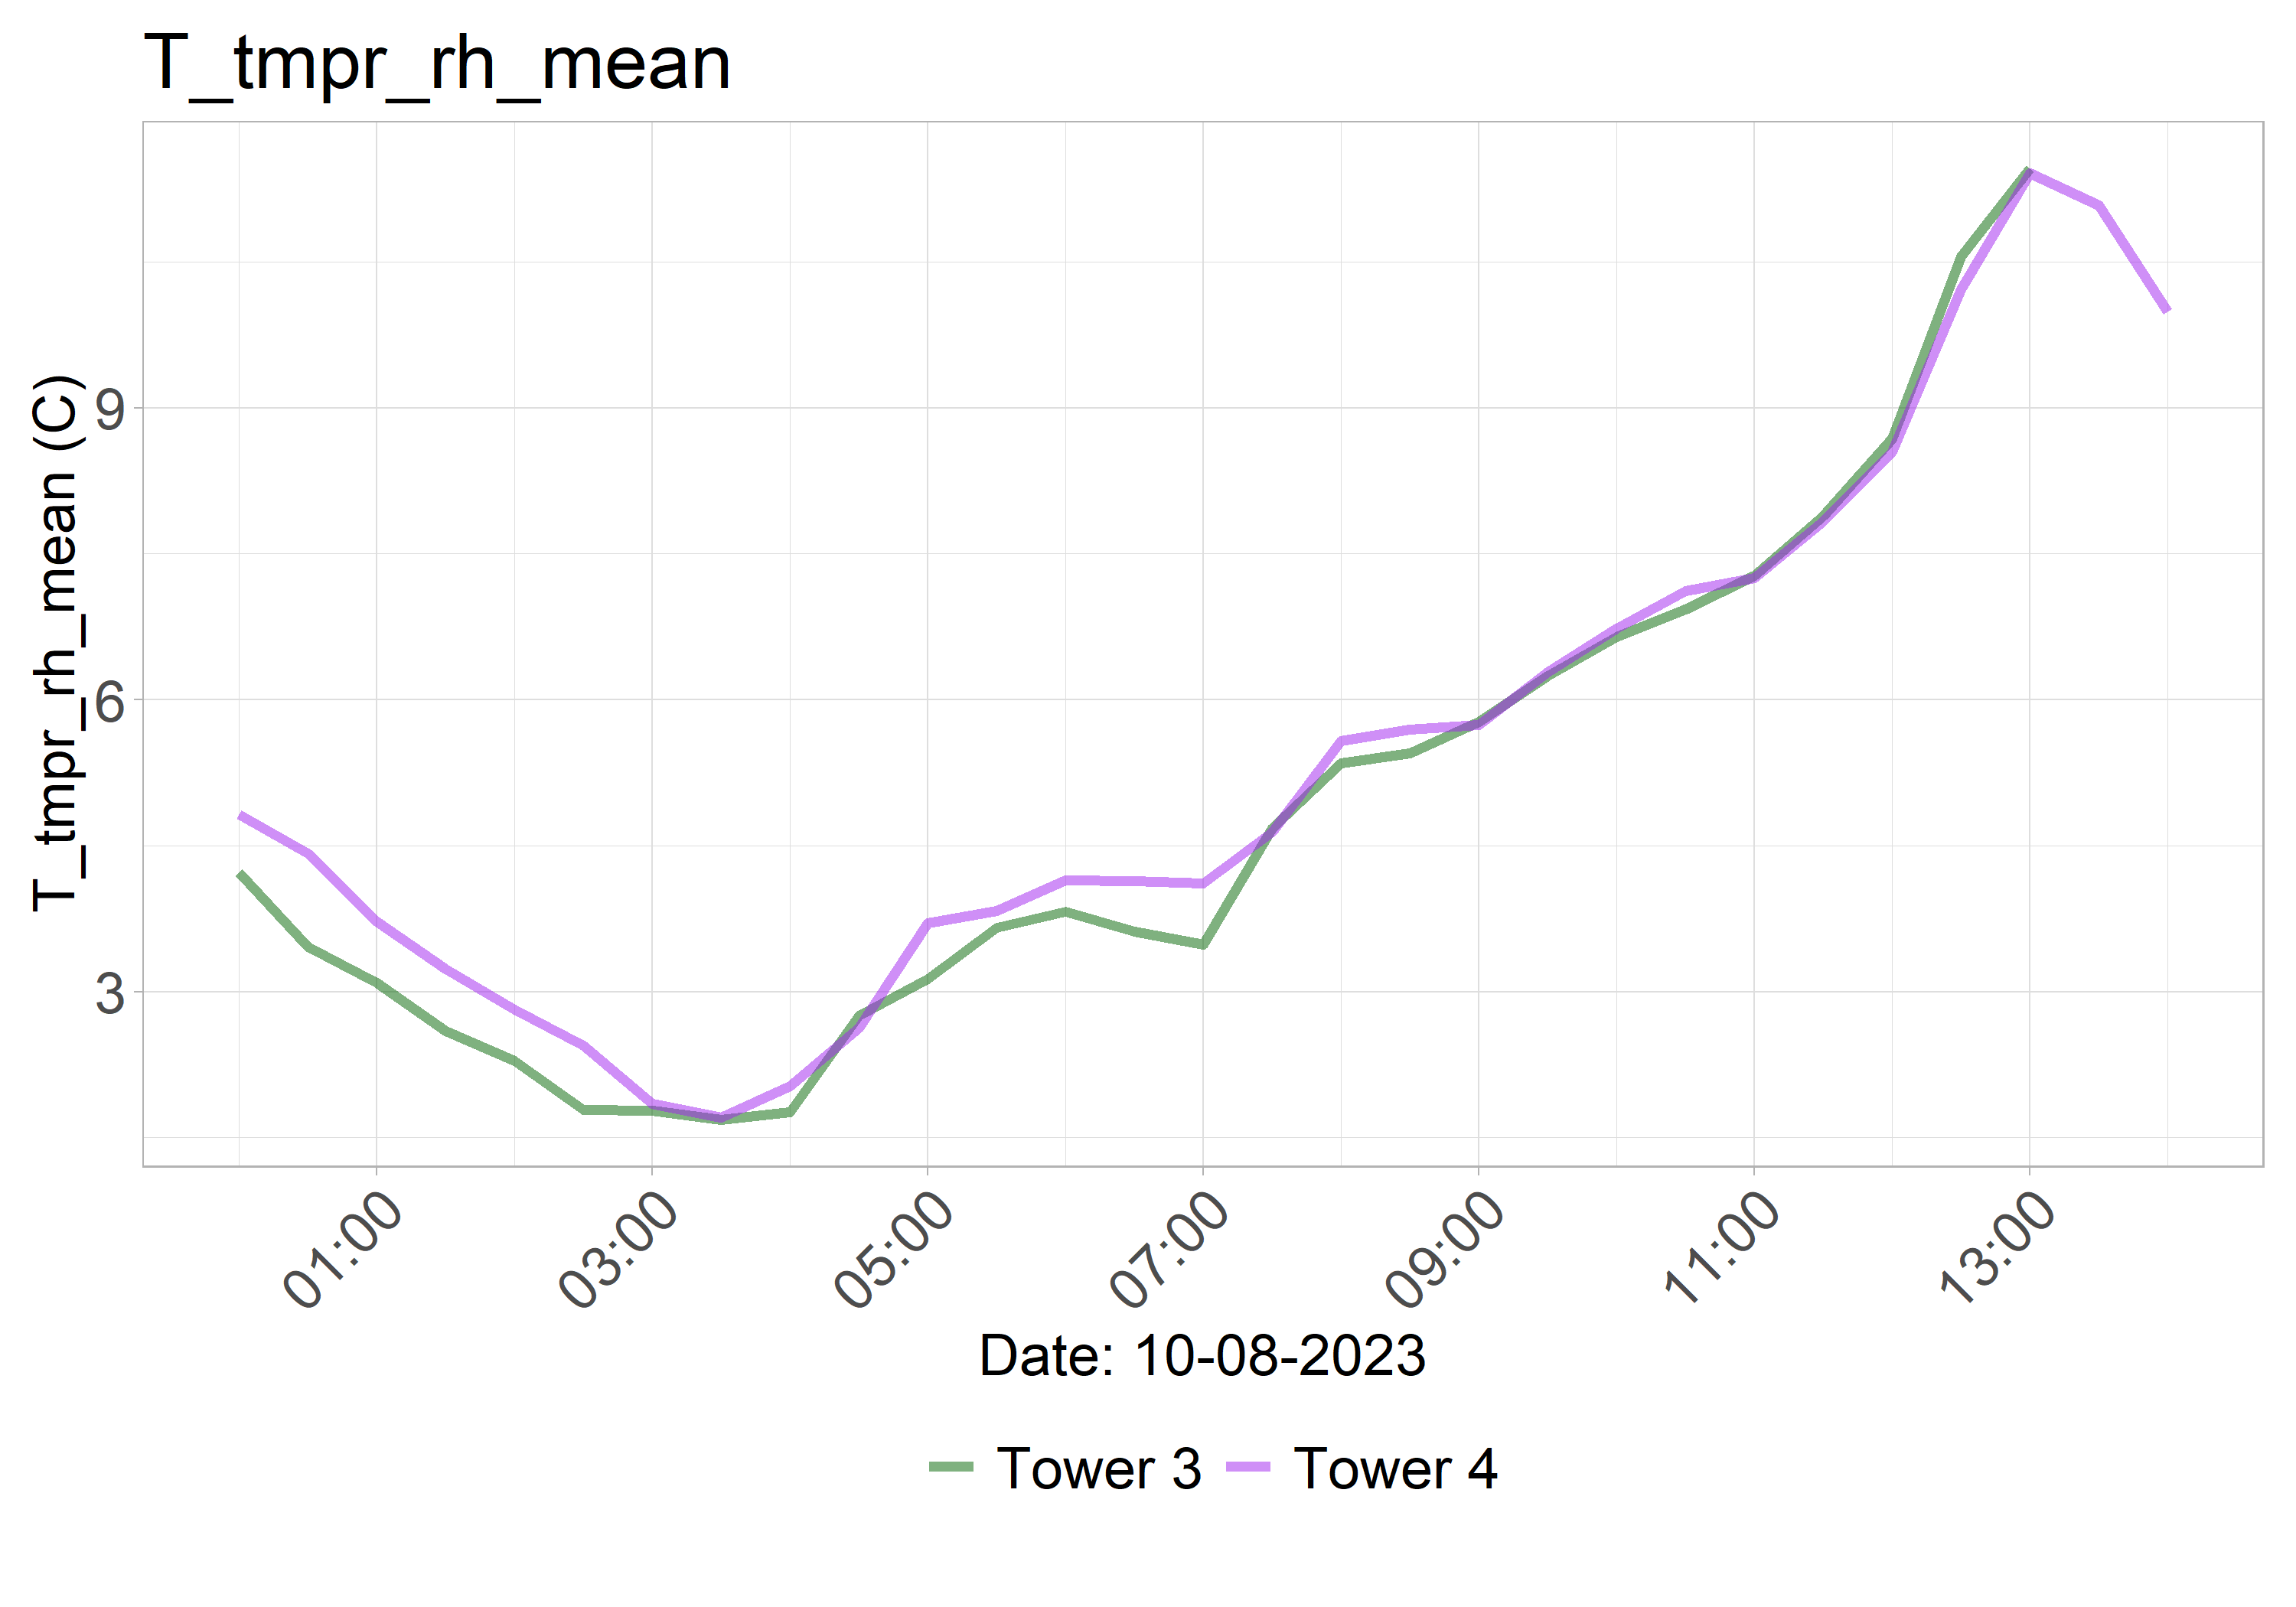 T_tmpr_rh_mean
T_tmpr_rh_mean (C)
9
6
3
01:00 03:00 05:00 07:00 09:00 11:00 13:00
Date: 10-08-2023
Tower 3 Tower 4